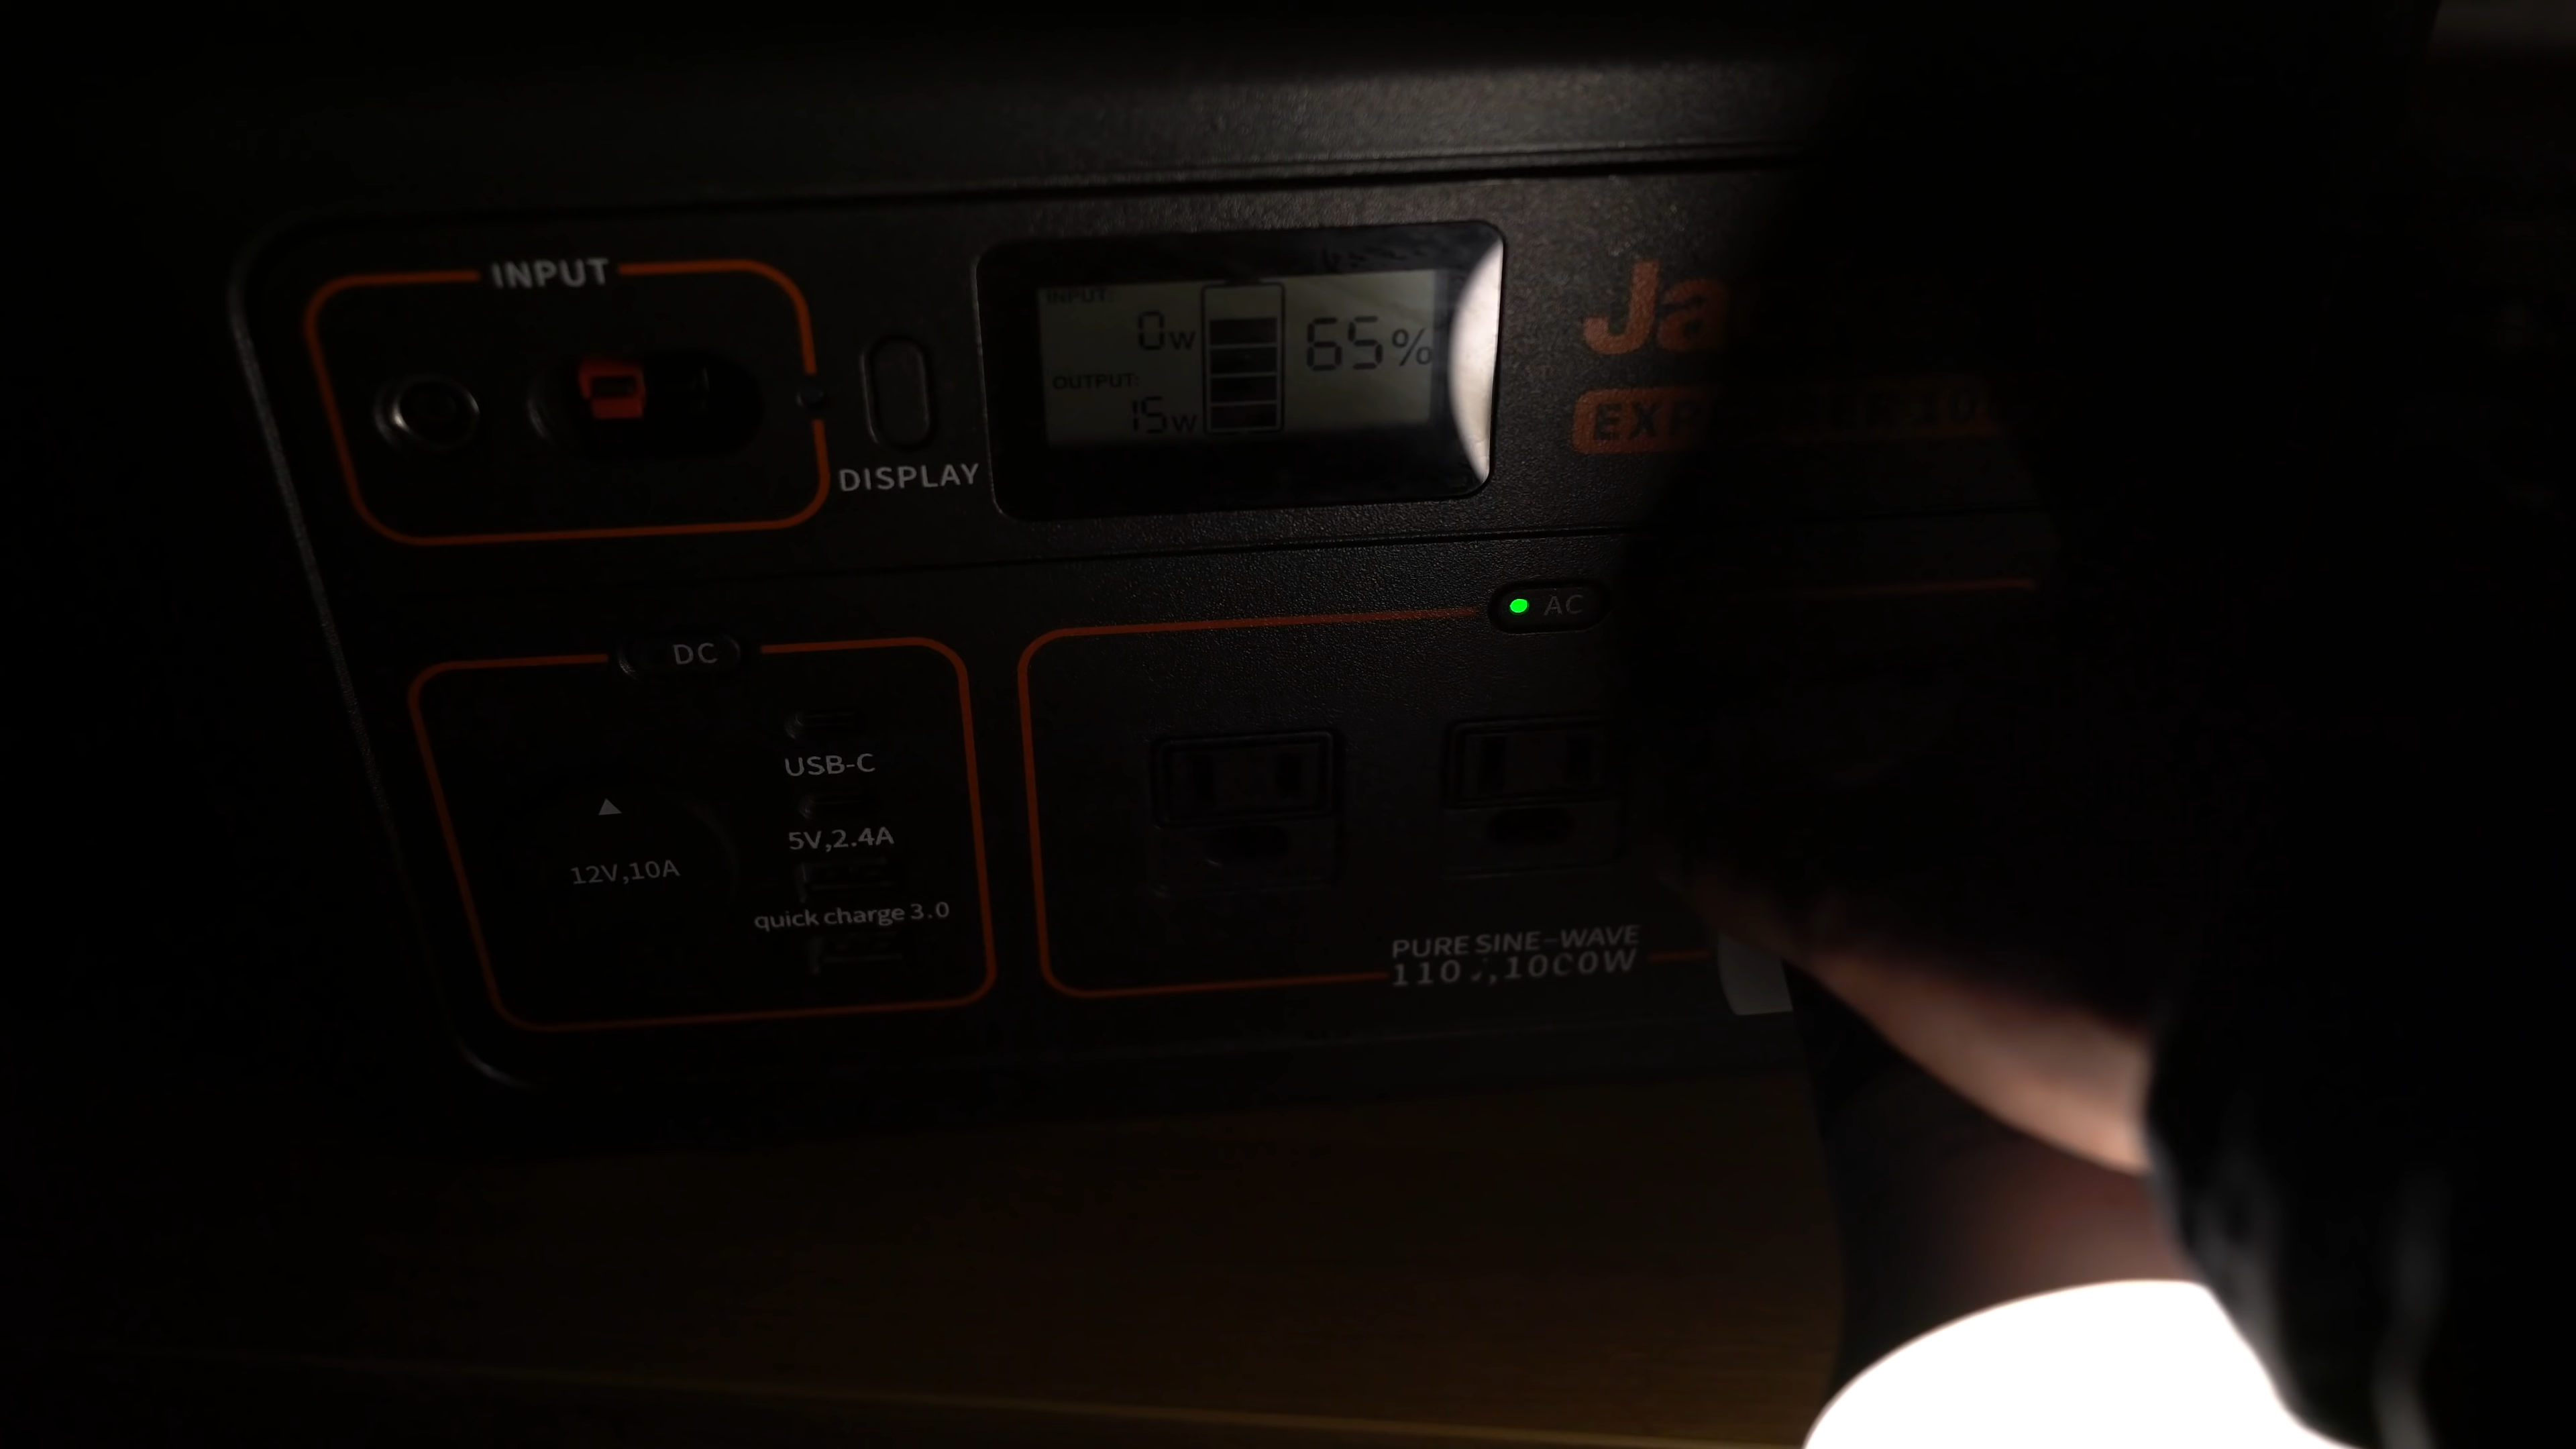 INPUT
INPUT:
0w
65%
OUTPUT:
15w
DISPLAY
AC
DC
USB-C
5V,2.4A
12V,10A
quick charge 3.0
PURE SINE-WAVE